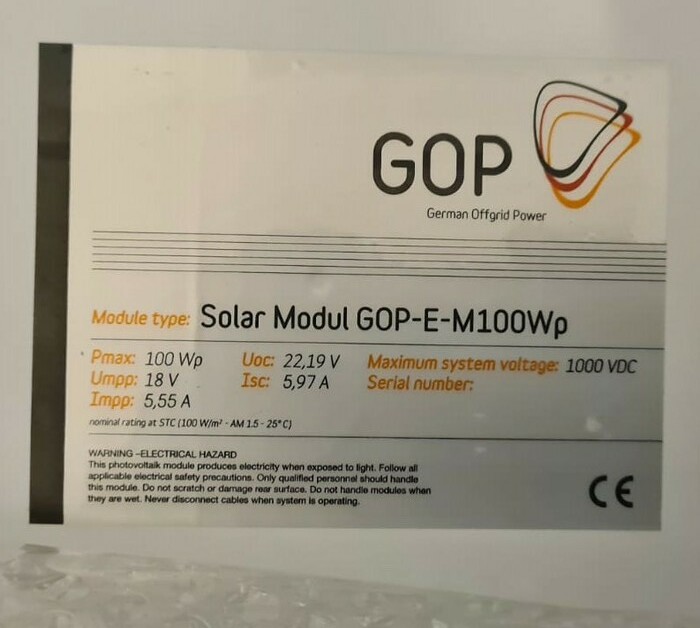 GOP
German Offgrid Power
Module type: Solar Modul GOP-E-M100Wp
Pmax: 100 Wp Uoc: 22,19 V Maximum system voltage: 1000 VDC
Umpp: 18 V Isc: 5,97 A Serial number:
Impp: 5,55 A
nominal rating at STC (100 W/m² - AM 1.5 - 25°C)
WARNING -ELECTRICAL HAZARD
This photovoltaik module produces electricity when exposed to light. Follow all
applicable electrical safety precautions. Only qualified personnel should handle
this module. Do not scratch or damage rear surface. Do not handle modules when
they are wet. Never disconnect cables when system is operating.
CE